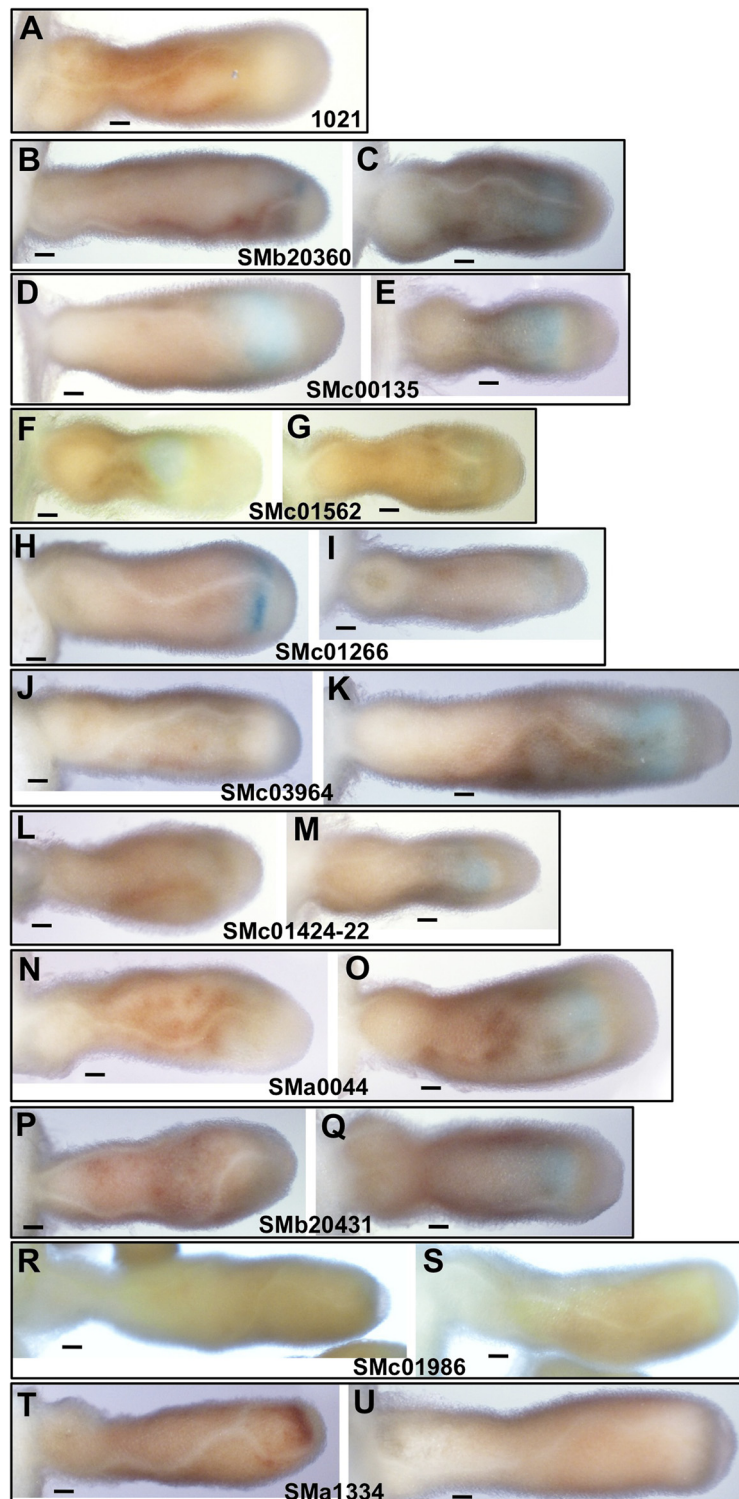 A
1021
B
C
SMb20360
D
E
SMc00135
F
G
SMc01562
H
I
SMc01266
J
K
SMc03964
L
M
SMc01424-22
N
O
SMa0044
P
Q
SMb20431
R
S
SMc01986
T
U
SMa1334